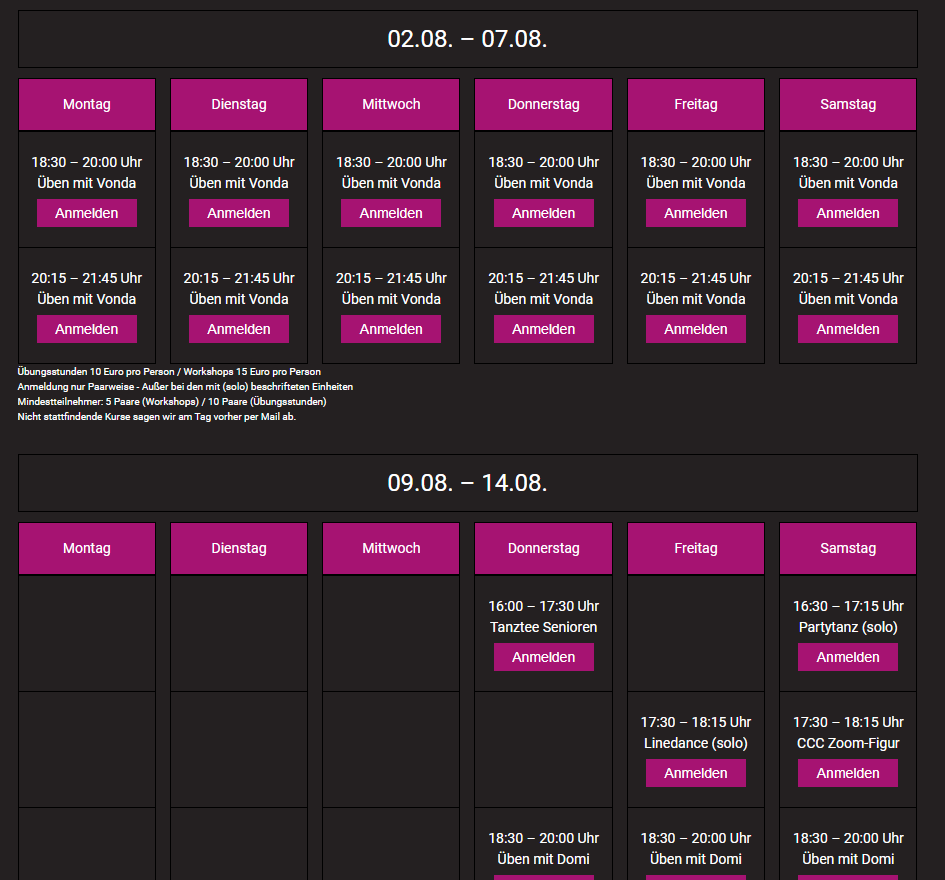 02.08. – 07.08.
Montag Dienstag Mittwoch Donnerstag Freitag Samstag
18:30 – 20:00 Uhr 18:30 – 20:00 Uhr 18:30 – 20:00 Uhr 18:30 – 20:00 Uhr 18:30 – 20:00 Uhr 18:30 – 20:00 Uhr
Üben mit Vonda Üben mit Vonda Üben mit Vonda Üben mit Vonda Üben mit Vonda Üben mit Vonda
Anmelden Anmelden Anmelden Anmelden Anmelden Anmelden
20:15 – 21:45 Uhr 20:15 – 21:45 Uhr 20:15 – 21:45 Uhr 20:15 – 21:45 Uhr 20:15 – 21:45 Uhr 20:15 – 21:45 Uhr
Üben mit Vonda Üben mit Vonda Üben mit Vonda Üben mit Vonda Üben mit Vonda Üben mit Vonda
Anmelden Anmelden Anmelden Anmelden Anmelden Anmelden
Übungsstunden 10 Euro pro Person / Workshops 15 Euro pro Person
Anmeldung nur Paarweise - Außer bei den mit (solo) beschrifteten Einheiten
Mindestteilnehmer: 5 Paare (Workshops) / 10 Paare (Übungsstunden)
Nicht stattfindende Kurse sagen wir am Tag vorher per Mail ab.
09.08. – 14.08.
Montag Dienstag Mittwoch Donnerstag Freitag Samstag
16:00 – 17:30 Uhr 16:30 – 17:15 Uhr
Tanztee Senioren Partytanz (solo)
Anmelden Anmelden
17:30 – 18:15 Uhr 17:30 – 18:15 Uhr
Linedance (solo) CCC Zoom-Figur
Anmelden Anmelden
18:30 – 20:00 Uhr 18:30 – 20:00 Uhr 18:30 – 20:00 Uhr
Üben mit Domi Üben mit Domi Üben mit Domi